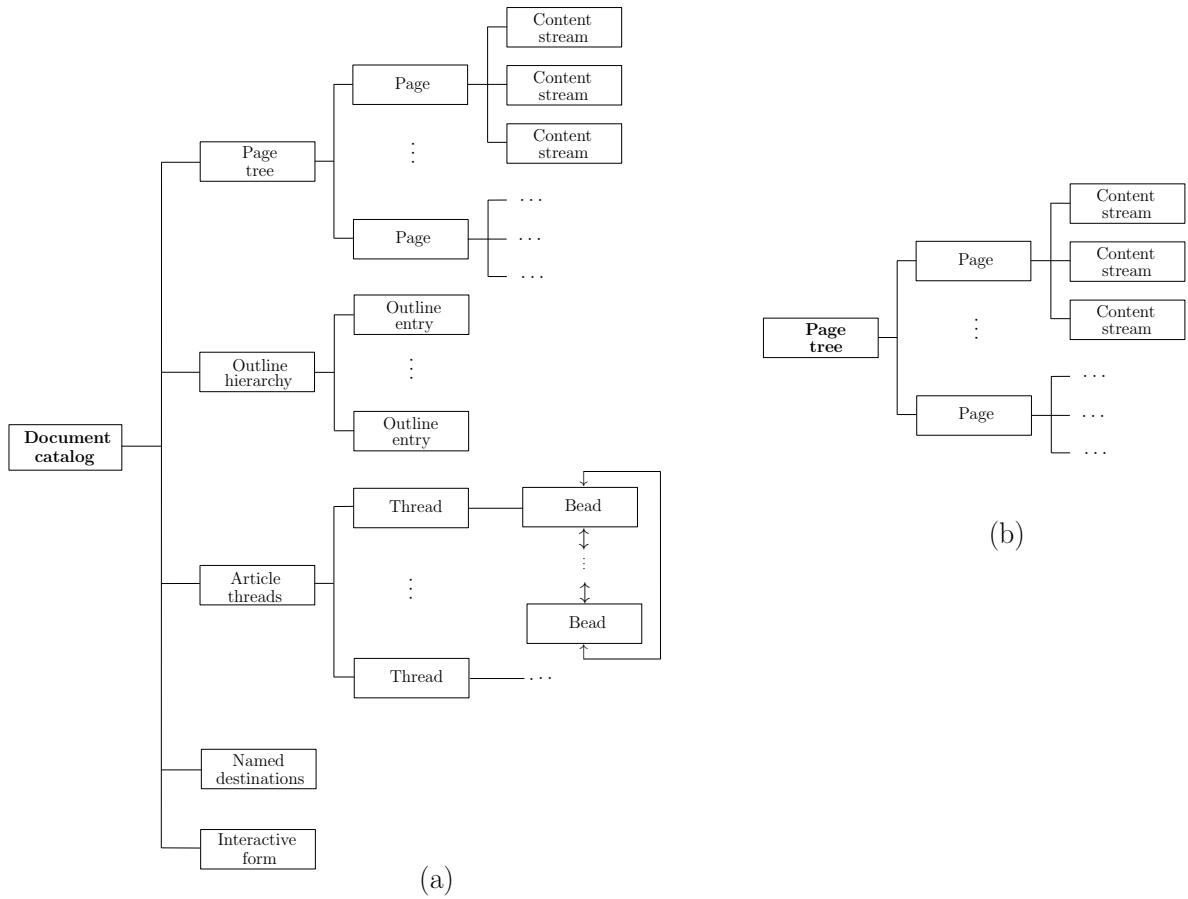 Content
stream
Page
Content
stream
Content
stream
Page
tree
⋮
Page
· · ·
· · ·
· · ·
Outline
entry
Outline
hierarchy
⋮
Outline
entry
Document
catalog
Thread
Bead
⋮
Article
threads
⋮
Bead
Thread
· · ·
Named
destinations
Interactive
form
(a)
Content
stream
Page
Content
stream
Content
stream
Page
tree
⋮
Page
· · ·
· · ·
· · ·
(b)